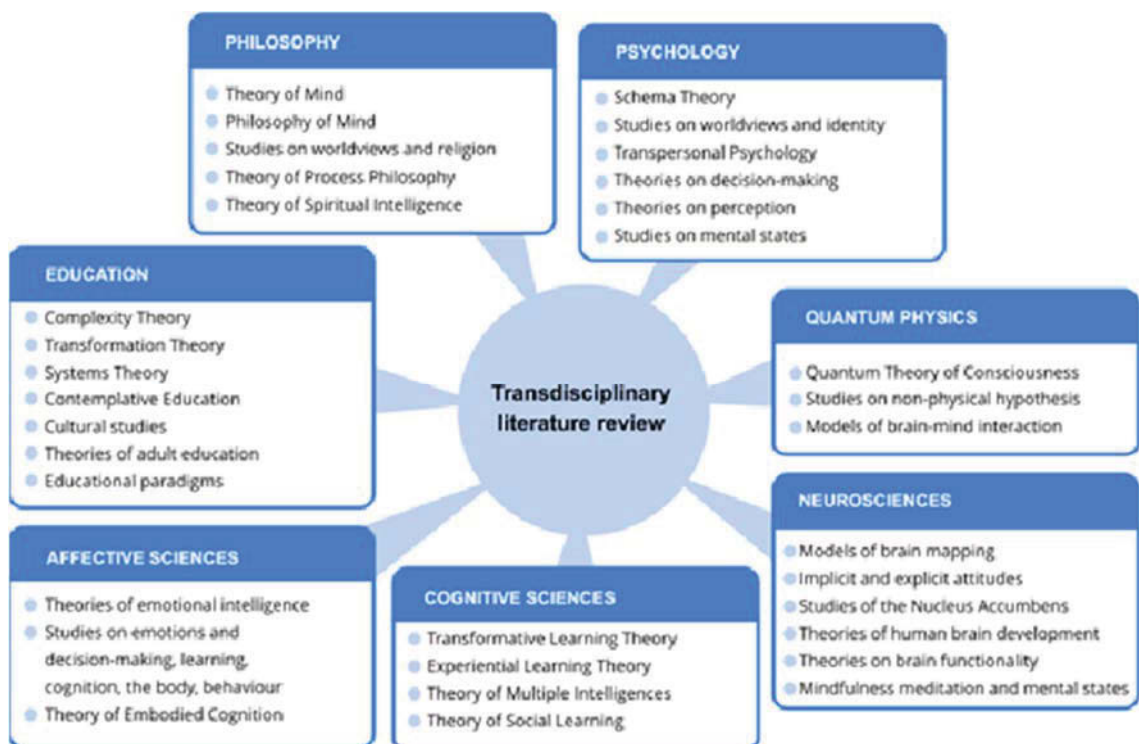 PHILOSOPHY
Theory of Mind
Philosophy of Mind
Studies on worldviews and religion
Theory of Process Philosophy
Theory of Spiritual Intelligence
PSYCHOLOGY
Schema Theory
Studies on worldviews and identity
Transpersonal Psychology
Theories on decision-making
Theories on perception
Studies on mental states
EDUCATION
Complexity Theory
Transformation Theory
Systems Theory
Contemplative Education
Cultural studies
Theories of adult education
Educational paradigms
Transdisciplinary
literature review
QUANTUM PHYSICS
Quantum Theory of Consciousness
Studies on non-physical hypothesis
Models of brain-mind interaction
AFFECTIVE SCIENCES
Theories of emotional intelligence
Studies on emotions and
decision-making, learning,
cognition, the body, behaviour
Theory of Embodied Cognition
COGNITIVE SCIENCES
Transformative Learning Theory
Experiential Learning Theory
Theory of Multiple Intelligences
Theory of Social Learning
NEUROSCIENCES
Models of brain mapping
Implicit and explicit attitudes
Studies of the Nucleus Accumbens
Theories of human brain development
Theories on brain functionality
Mindfulness meditation and mental states